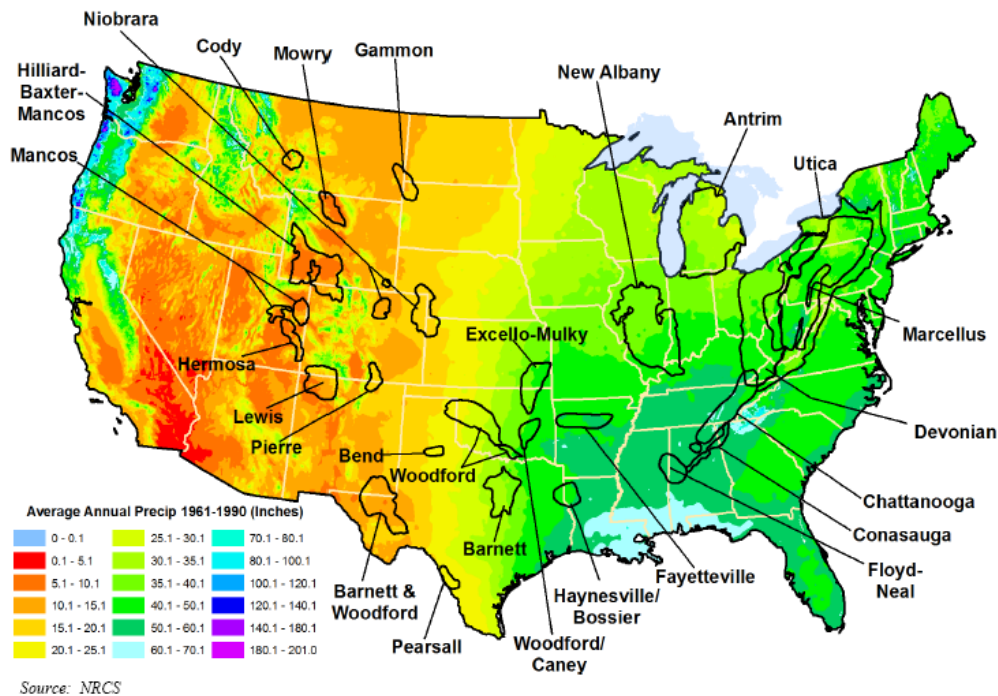 Niobrara
Cody
Mowry
Gammon
Hilliard-
Baxter-
Mancos
New Albany
Antrim
Mancos
Utica
Marcellus
Excello-Mulky
Hermosa
Lewis
Devonian
Pierre
Bend
Woodford
Chattanooga
Conasauga
Barnett
Fayetteville
Floyd-
Neal
Barnett &
Woodford
Haynesville/
Bossier
Pearsall
Woodford/
Caney
Average Annual Precip 1961-1990 (Inches)
0 - 0.1
25.1 - 30.1
70.1 - 80.1
0.1 - 5.1
30.1 - 35.1
80.1 - 100.1
5.1 - 10.1
35.1 - 40.1
100.1 - 120.1
10.1 - 15.1
40.1 - 50.1
120.1 - 140.1
15.1 - 20.1
50.1 - 60.1
140.1 - 180.1
20.1 - 25.1
60.1 - 70.1
180.1 - 201.0
Source: NRCS